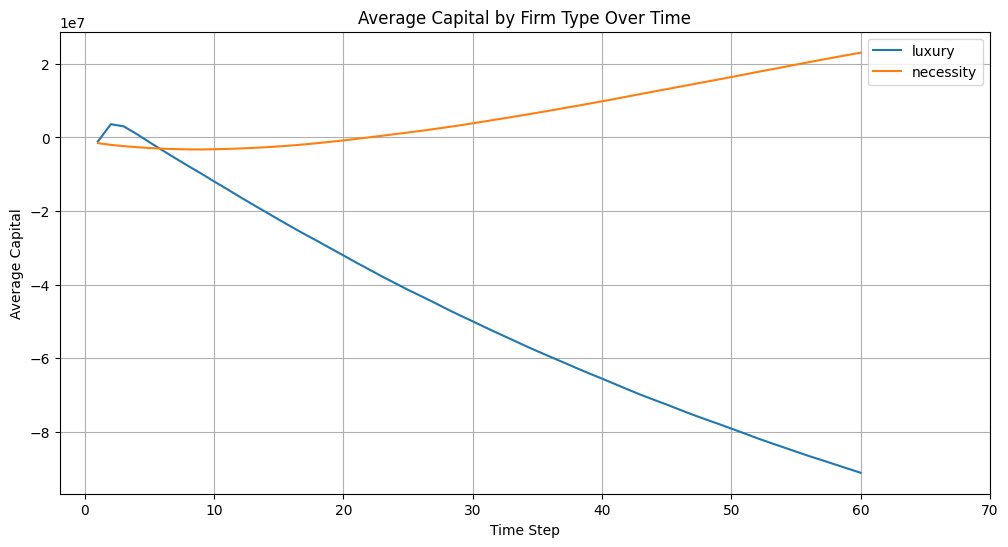 Average Capital by Firm Type Over Time
1e7
luxury
necessity
2
0
−2
−4
−6
−8
Average Capital
0 10 20 30 40 50 60 70
Time Step